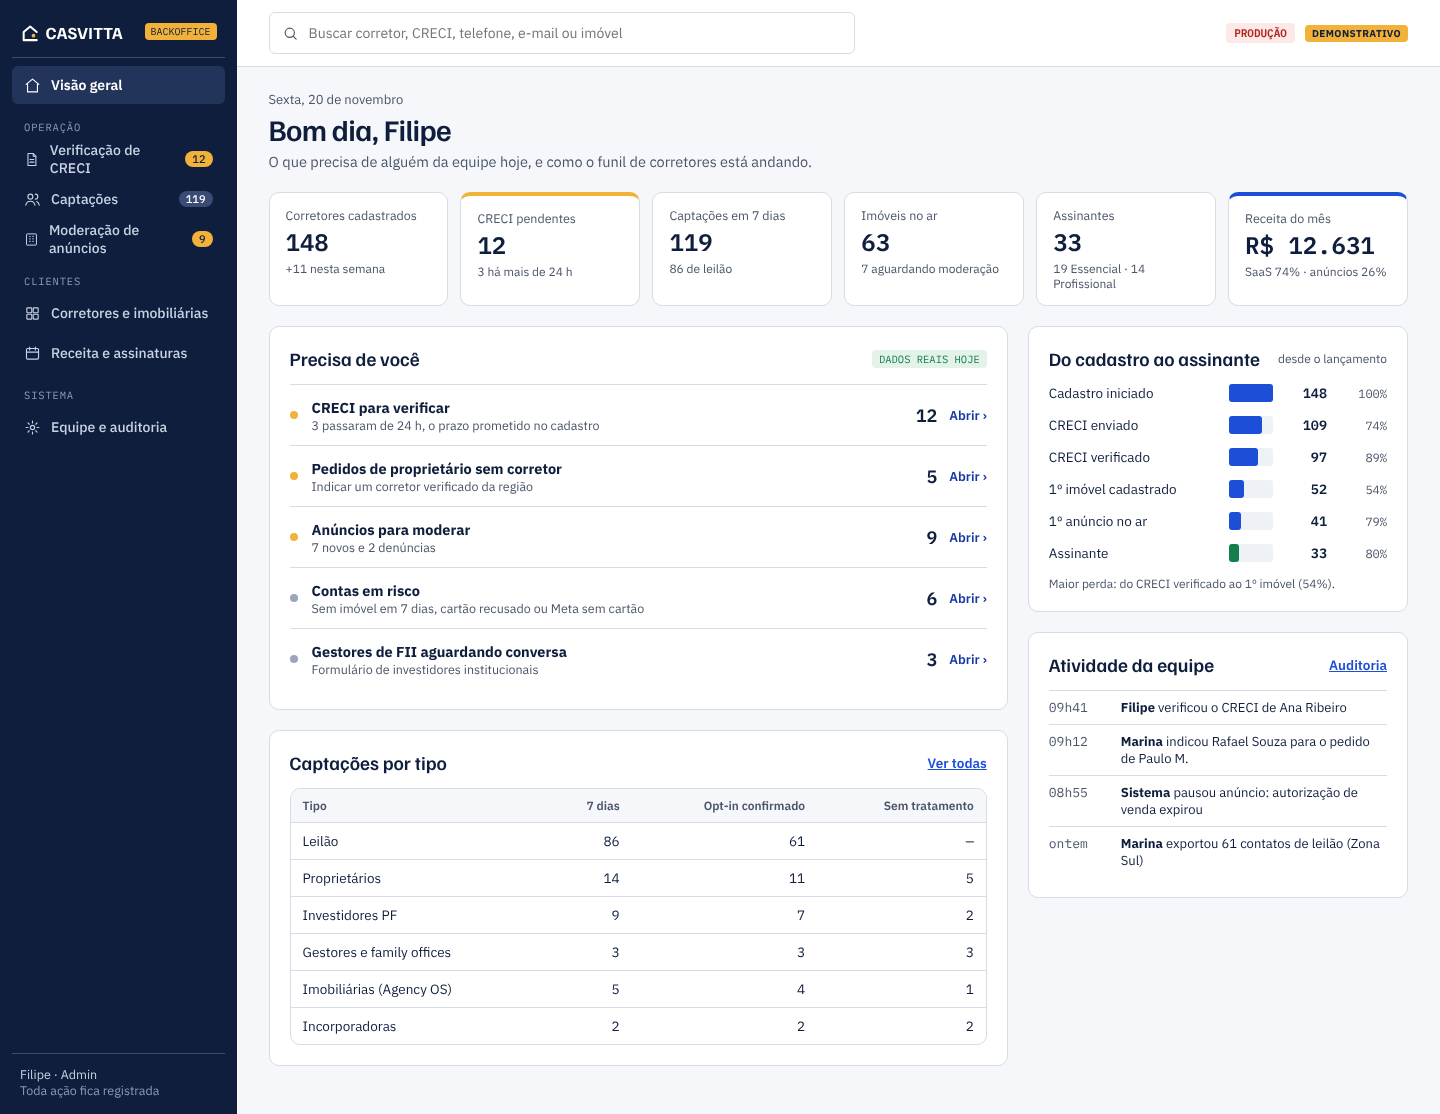 CASVITTA
BACKOFFICE
Visão geral
OPERAÇÃO
Verificação de
CRECI
12
Captações
119
Moderação de
anúncios
9
CLIENTES
Corretores e imobiliárias
Receita e assinaturas
SISTEMA
Equipe e auditoria
Filipe · Admin
Toda ação fica registrada
Buscar corretor, CRECI, telefone, e-mail ou imóvel
PRODUÇÃO
DEMONSTRATIVO
Sexta, 20 de novembro
Bom dia, Filipe
O que precisa de alguém da equipe hoje, e como o funil de corretores está andando.
Corretores cadastrados
148
+11 nesta semana
CRECI pendentes
12
3 há mais de 24 h
Captações em 7 dias
119
86 de leilão
Imóveis no ar
63
7 aguardando moderação
Assinantes
33
19 Essencial · 14
Profissional
Receita do mês
R$ 12.631
SaaS 74% · anúncios 26%
Precisa de você
DADOS REAIS HOJE
CRECI para verificar
3 passaram de 24 h, o prazo prometido no cadastro
12 Abrir ›
Pedidos de proprietário sem corretor
Indicar um corretor verificado da região
5 Abrir ›
Anúncios para moderar
7 novos e 2 denúncias
9 Abrir ›
Contas em risco
Sem imóvel em 7 dias, cartão recusado ou Meta sem cartão
6 Abrir ›
Gestores de FII aguardando conversa
Formulário de investidores institucionais
3 Abrir ›
Captações por tipo
Ver todas
Tipo 7 dias Opt-in confirmado Sem tratamento
Leilão 86 61 —
Proprietários 14 11 5
Investidores PF 9 7 2
Gestores e family offices 3 3 3
Imobiliárias (Agency OS) 5 4 1
Incorporadoras 2 2 2
Do cadastro ao assinante
desde o lançamento
Cadastro iniciado 148 100%
CRECI enviado 109 74%
CRECI verificado 97 89%
1º imóvel cadastrado 52 54%
1º anúncio no ar 41 79%
Assinante 33 80%
Maior perda: do CRECI verificado ao 1º imóvel (54%).
Atividade da equipe
Auditoria
09h41 Filipe verificou o CRECI de Ana Ribeiro
09h12 Marina indicou Rafael Souza para o pedido
de Paulo M.
08h55 Sistema pausou anúncio: autorização de
venda expirou
ontem Marina exportou 61 contatos de leilão (Zona
Sul)